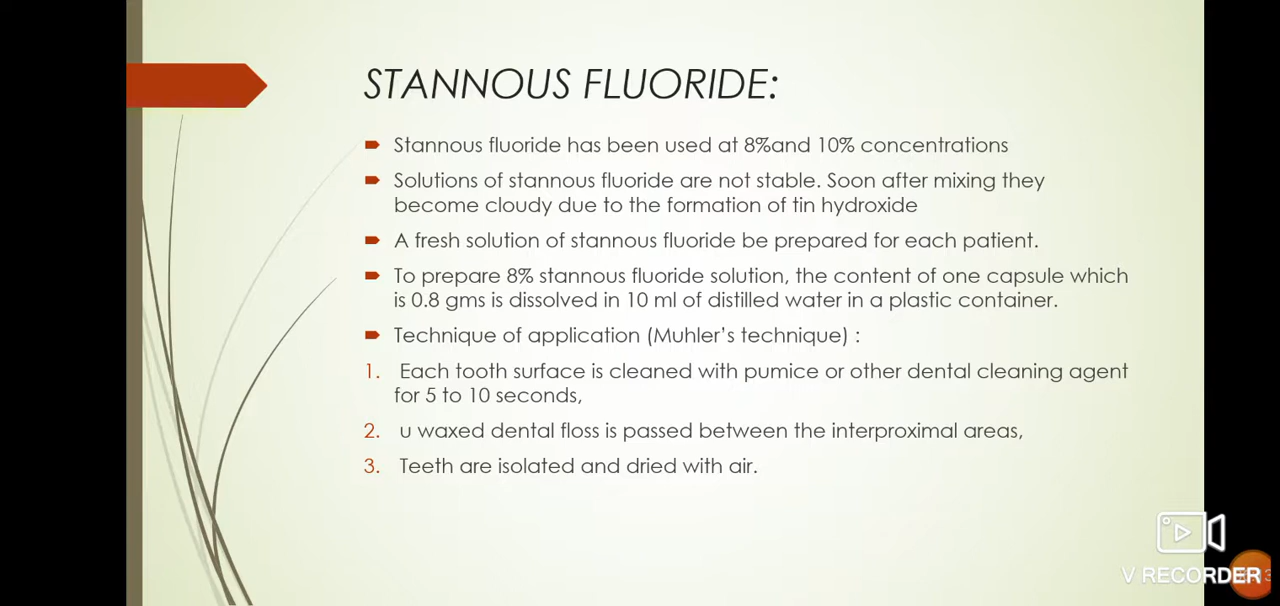 STANNOUS FLUORIDE:
Stannous fluoride has been used at 8%and 10% concentrations
Solutions of stannous fluoride are not stable. Soon after mixing they
become cloudy due to the formation of tin hydroxide
A fresh solution of stannous fluoride be prepared for each patient.
To prepare 8% stannous fluoride solution, the content of one capsule which
is 0.8 gms is dissolved in 10 ml of distilled water in a plastic container.
Technique of application (Muhler's technique) :
1. Each tooth surface is cleaned with pumice or other dental cleaning agent
for 5 to 10 seconds,
2. u waxed dental floss is passed between the interproximal areas,
3. Teeth are isolated and dried with air.
V RECORDER